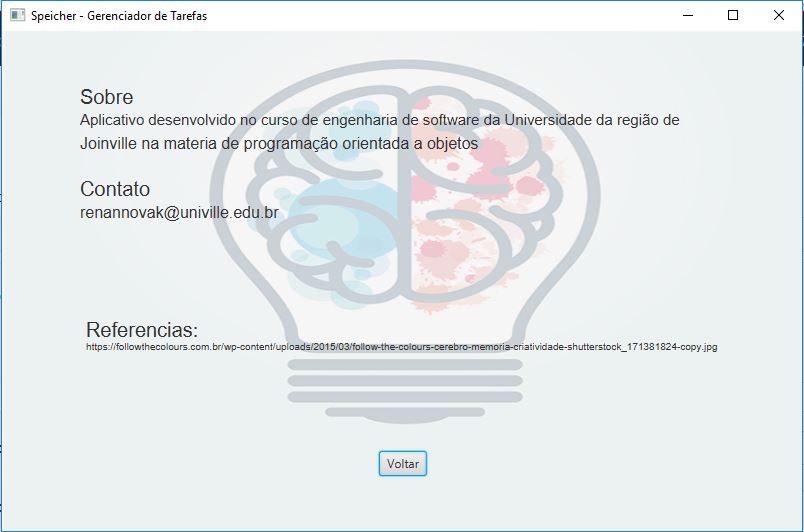 Speicher - Gerenciador de Tarefas
Sobre
Aplicativo desenvolvido no curso de engenharia de software da Universidade da região de
Joinville na materia de programação orientada a objetos
Contato
renannovak@univille.edu.br
Referencias:
https://followthecolours.com.br/wp-content/uploads/2015/03/follow-the-colours-cerebro-memoria-criatividade-shutterstock_171381824-copy.jpg
Voltar